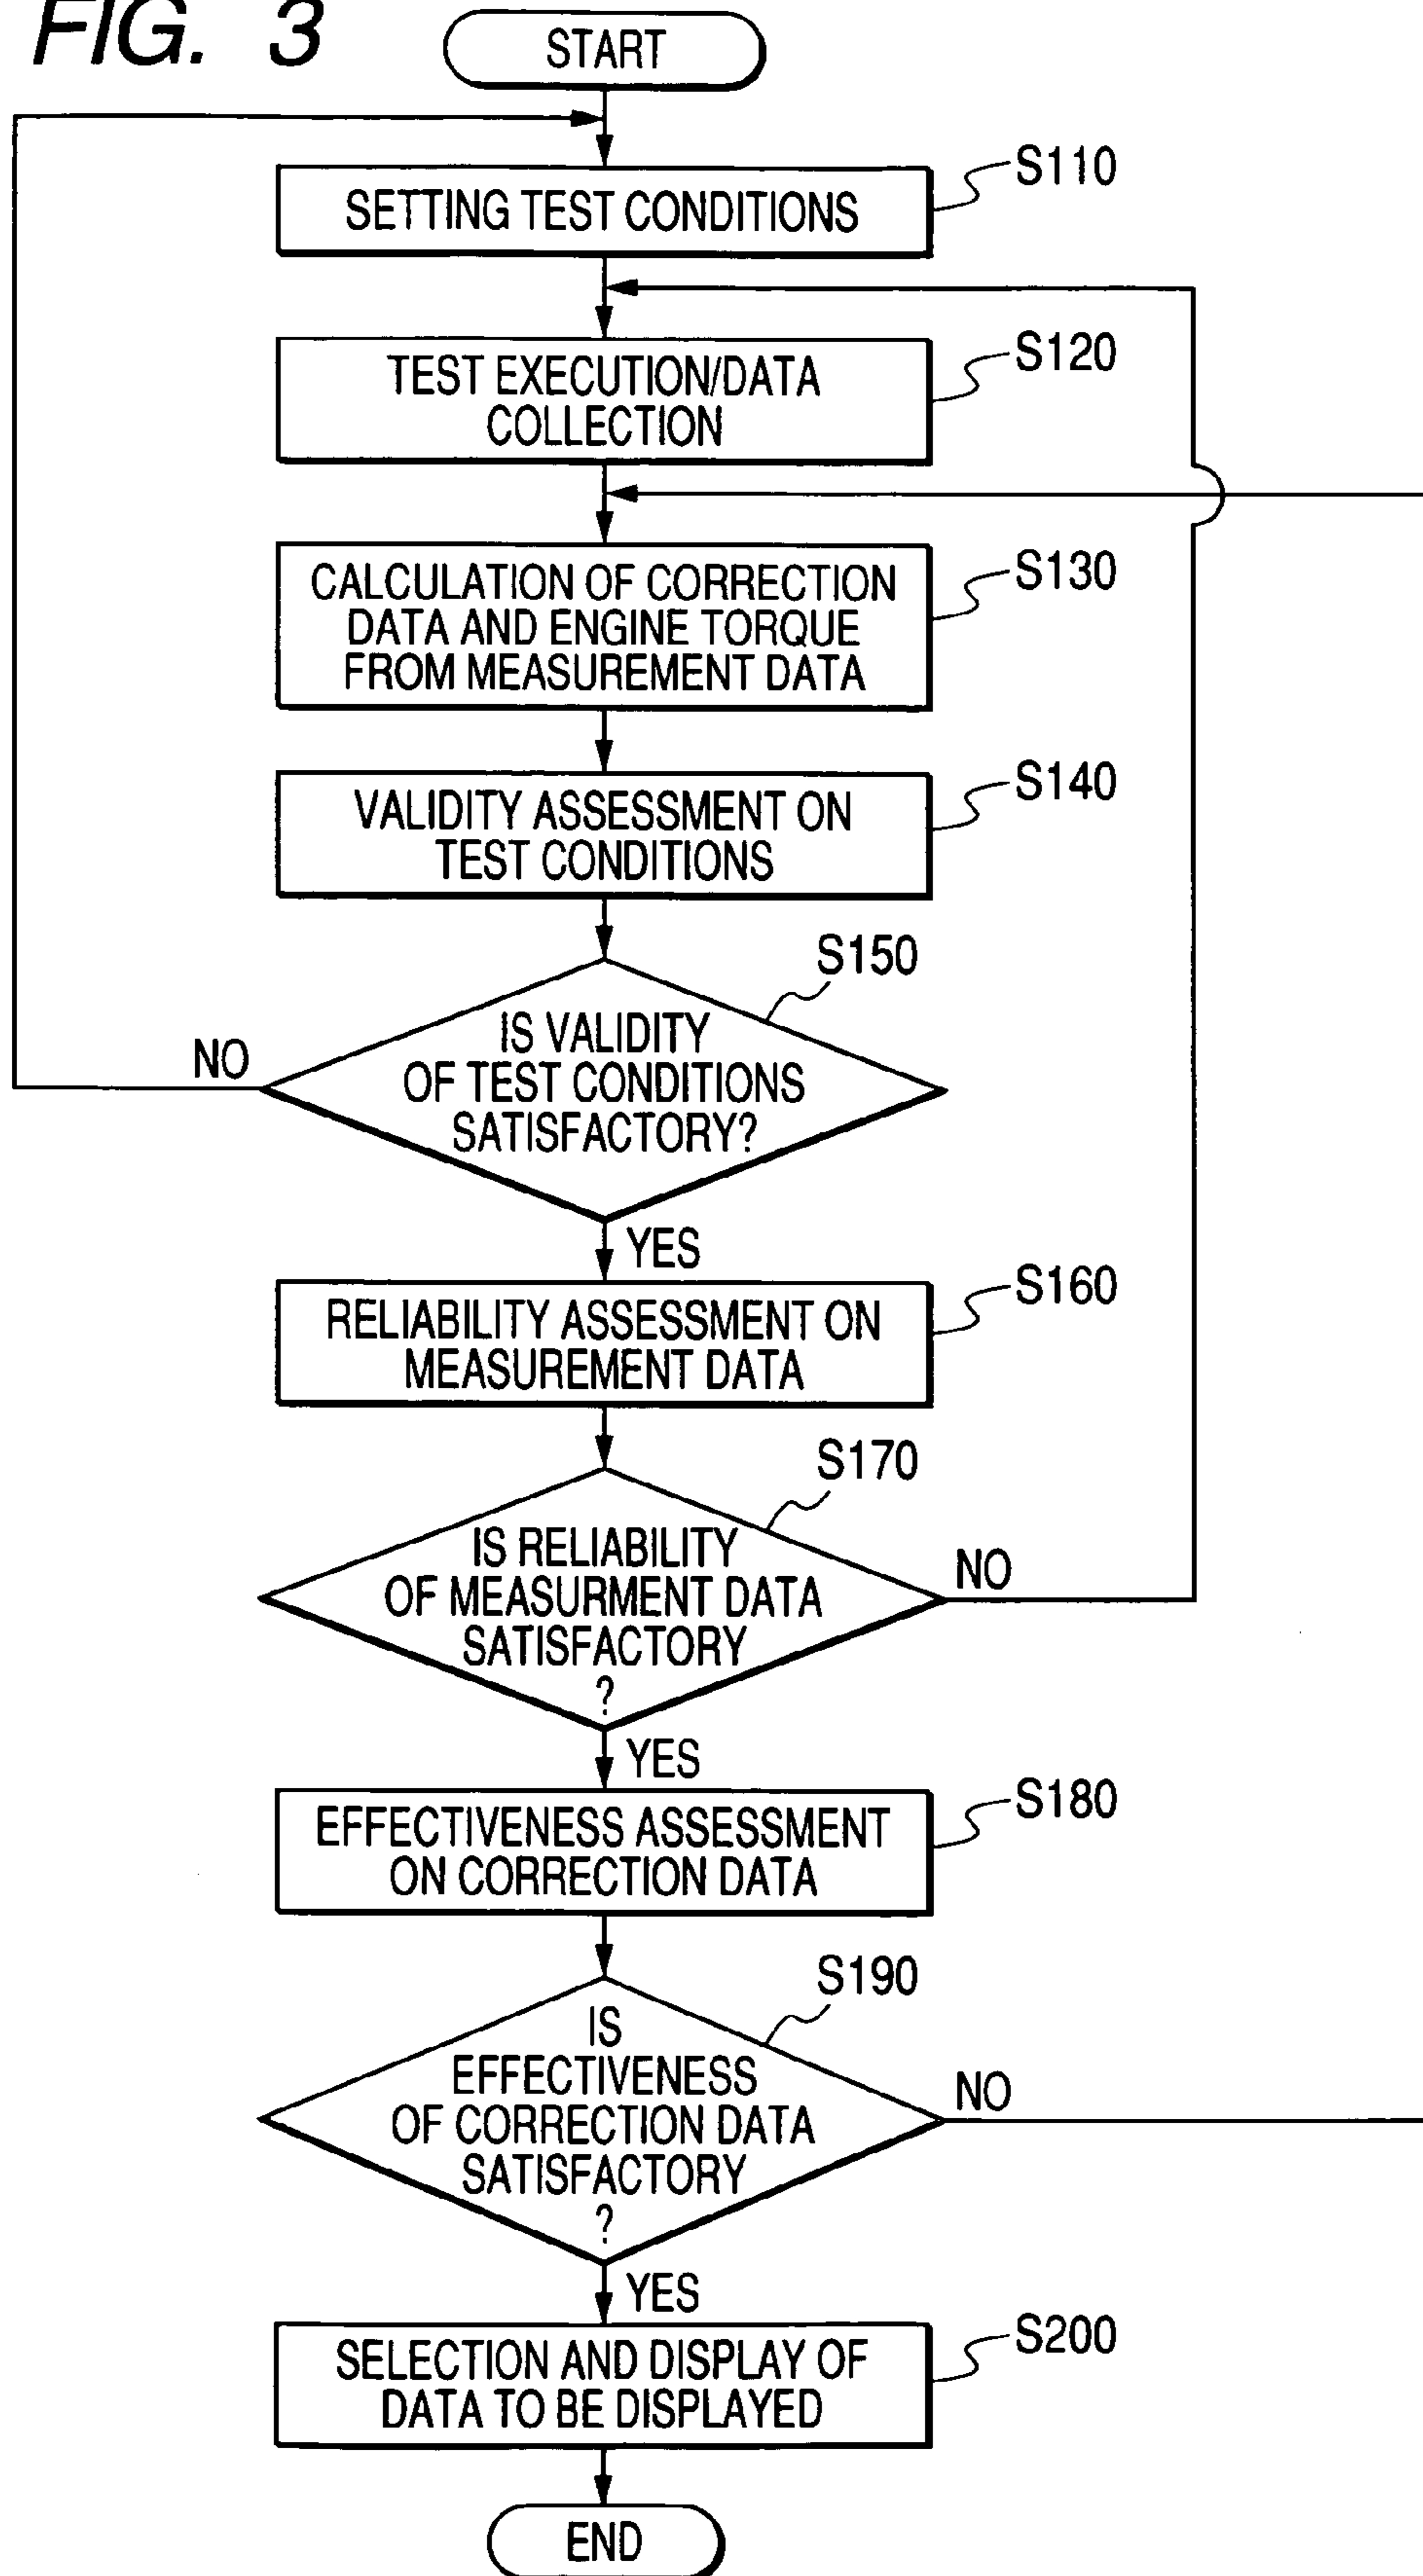 FIG. 3
START
SETTING TEST CONDITIONS
S110
TEST EXECUTION/DATA
COLLECTION
S120
CALCULATION OF CORRECTION
DATA AND ENGINE TORQUE
FROM MEASUREMENT DATA
S130
VALIDITY ASSESSMENT ON
TEST CONDITIONS
S140
S150
IS VALIDITY
OF TEST CONDITIONS
SATISFACTORY?
NO
YES
RELIABILITY ASSESSMENT ON
MEASUREMENT DATA
S160
S170
IS RELIABILITY
OF MEASURMENT DATA
SATISFACTORY
?
NO
YES
EFFECTIVENESS ASSESSMENT
ON CORRECTION DATA
S180
S190
IS
EFFECTIVENESS
OF CORRECTION DATA
SATISFACTORY
?
NO
YES
SELECTION AND DISPLAY OF
DATA TO BE DISPLAYED
S200
END